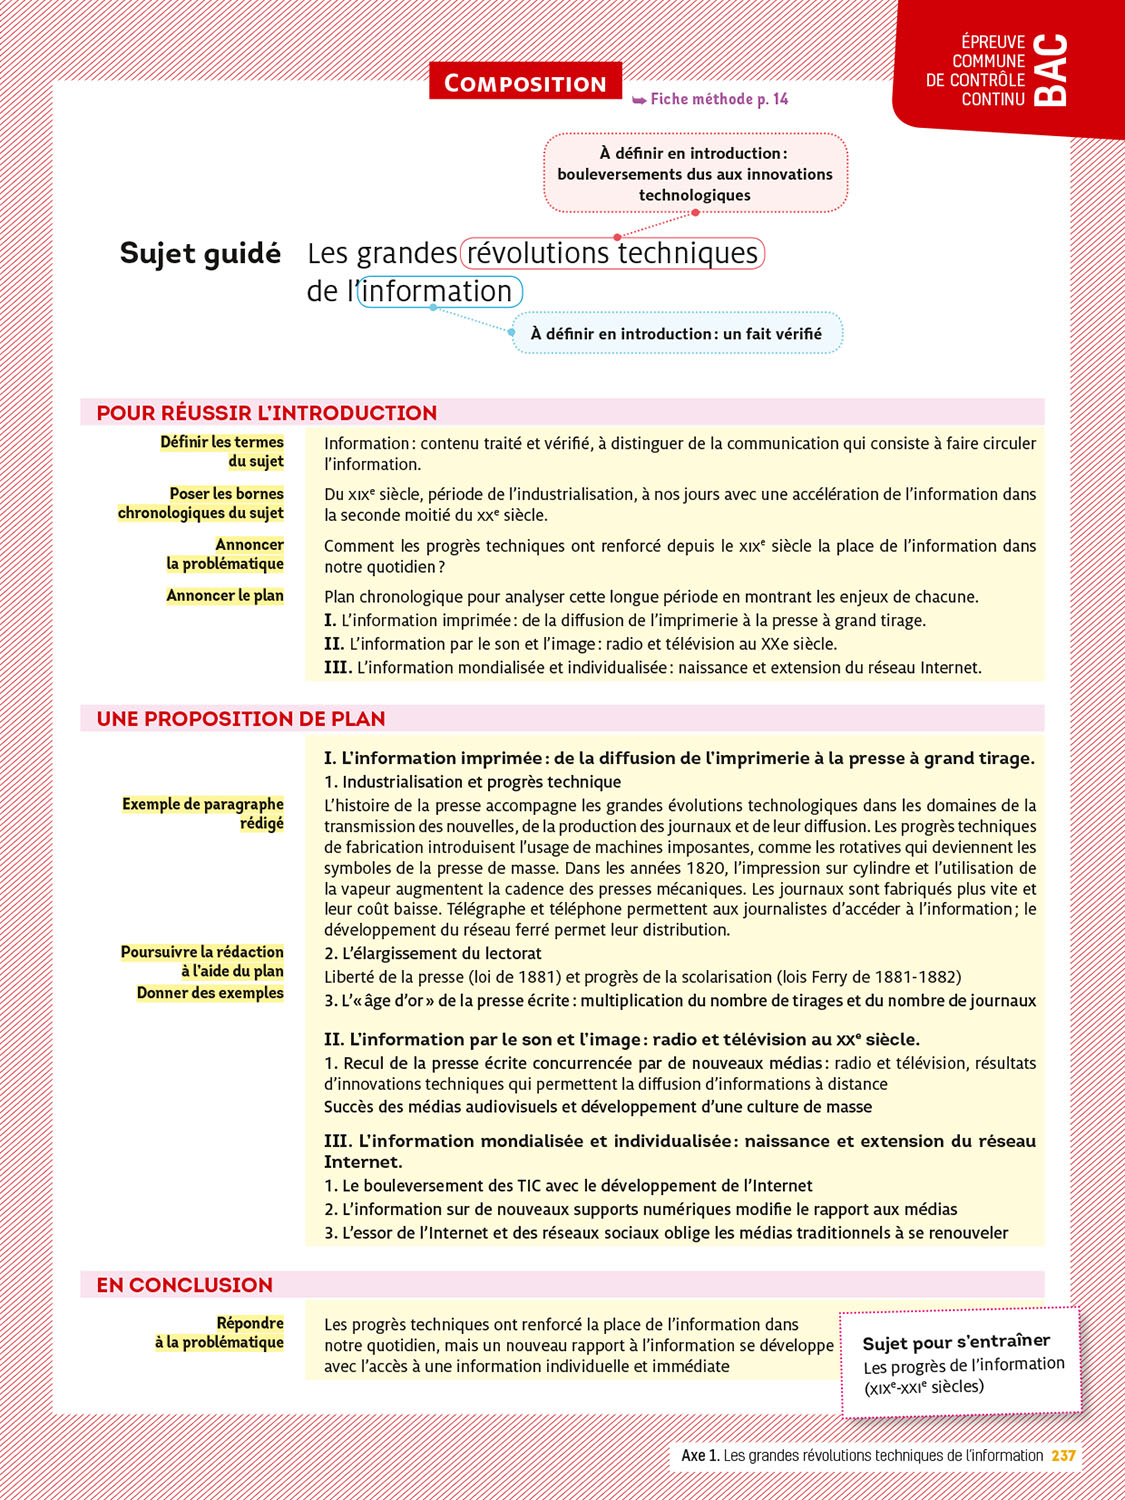 ÉPREUVE
COMMUNE
DE CONTRÔLE
CONTINU
BAC
COMPOSITION
➥ Fiche méthode p. 14
À définir en introduction :
bouleversements dus aux innovations
technologiques
Sujet guidé Les grandes révolutions techniques
de l’information
À définir en introduction : un fait vérifié
POUR RÉUSSIR L’INTRODUCTION
Définir les termes
du sujet
Information : contenu traité et vérifié, à distinguer de la communication qui consiste à faire circuler
l’information.
Poser les bornes
chronologiques du sujet
Du XIXe siècle, période de l’industrialisation, à nos jours avec une accélération de l’information dans
la seconde moitié du XXe siècle.
Annoncer
la problématique
Comment les progrès techniques ont renforcé depuis le XIXe siècle la place de l’information dans
notre quotidien ?
Annoncer le plan
Plan chronologique pour analyser cette longue période en montrant les enjeux de chacune.
I. L’information imprimée : de la diffusion de l’imprimerie à la presse à grand tirage.
II. L’information par le son et l’image : radio et télévision au XXe siècle.
III. L’information mondialisée et individualisée : naissance et extension du réseau Internet.
UNE PROPOSITION DE PLAN
I. L’information imprimée : de la diffusion de l’imprimerie à la presse à grand tirage.
1. Industrialisation et progrès technique
Exemple de paragraphe
rédigé
L’histoire de la presse accompagne les grandes évolutions technologiques dans les domaines de la
transmission des nouvelles, de la production des journaux et de leur diffusion. Les progrès techniques
de fabrication introduisent l’usage de machines imposantes, comme les rotatives qui deviennent les
symboles de la presse de masse. Dans les années 1820, l’impression sur cylindre et l’utilisation de
la vapeur augmentent la cadence des presses mécaniques. Les journaux sont fabriqués plus vite et
leur coût baisse. Télégraphe et téléphone permettent aux journalistes d’accéder à l’information ; le
développement du réseau ferré permet leur distribution.
Poursuivre la rédaction
à l’aide du plan
2. L’élargissement du lectorat
Liberté de la presse (loi de 1881) et progrès de la scolarisation (lois Ferry de 1881-1882)
Donner des exemples
3. L’« âge d’or » de la presse écrite : multiplication du nombre de tirages et du nombre de journaux
II. L’information par le son et l’image : radio et télévision au XXe siècle.
1. Recul de la presse écrite concurrencée par de nouveaux médias : radio et télévision, résultats
d’innovations techniques qui permettent la diffusion d’informations à distance
Succès des médias audiovisuels et développement d’une culture de masse
III. L’information mondialisée et individualisée : naissance et extension du réseau
Internet.
1. Le bouleversement des TIC avec le développement de l’Internet
2. L’information sur de nouveaux supports numériques modifie le rapport aux médias
3. L’essor de l’Internet et des réseaux sociaux oblige les médias traditionnels à se renouveler
EN CONCLUSION
Répondre
à la problématique
Les progrès techniques ont renforcé la place de l’information dans
notre quotidien, mais un nouveau rapport à l’information se développe
avec l’accès à une information individuelle et immédiate
Sujet pour s’entraîner
Les progrès de l’information
(XIXe-XXIe siècles)
Axe 1. Les grandes révolutions techniques de l’information 237